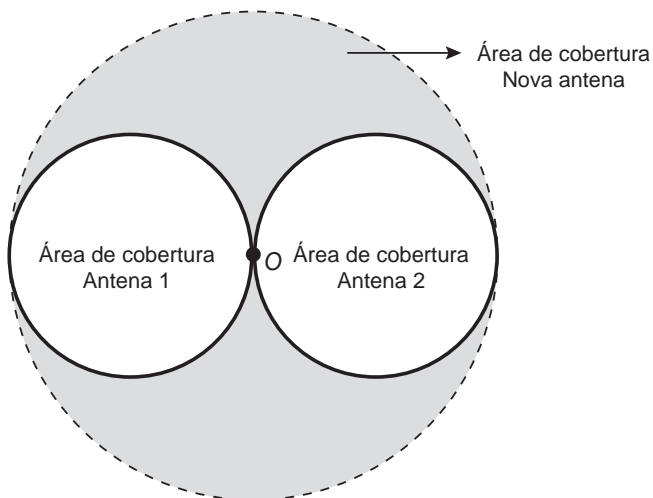 Área de cobertura
Nova antena
Área de cobertura
Antena 1
O
Área de cobertura
Antena 2